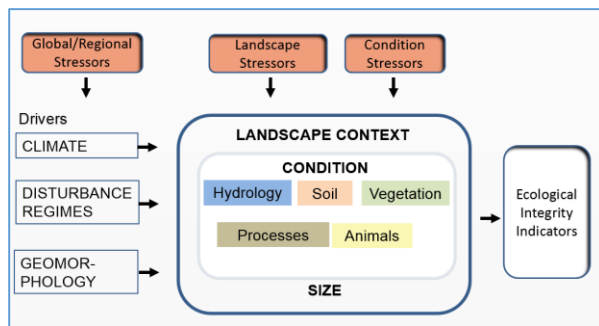 Global/Regional
Stressors
Landscape
Stressors
Condition
Stressors
Drivers
CLIMATE
DISTURBANCE
REGIMES
GEOMOR-
PHOLOGY
LANDSCAPE CONTEXT
CONDITION
Hydrology
Soil
Vegetation
Processes
Animals
SIZE
Ecological
Integrity
Indicators